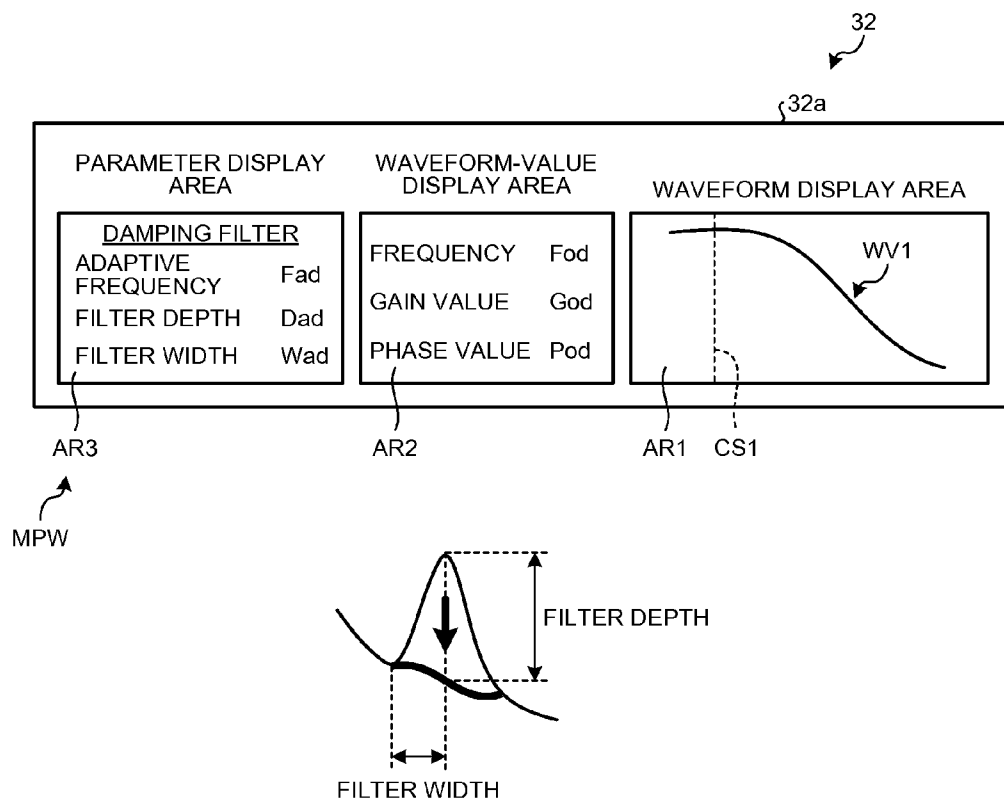 32
32a
PARAMETER DISPLAY
AREA
WAVEFORM-VALUE
DISPLAY AREA
WAVEFORM DISPLAY AREA
DAMPING FILTER
ADAPTIVE
FREQUENCY Fad
FILTER DEPTH Dad
FILTER WIDTH Wad
FREQUENCY Fod
GAIN VALUE God
PHASE VALUE Pod
WV1
AR3
AR2
AR1
CS1
MPW
FILTER DEPTH
FILTER WIDTH